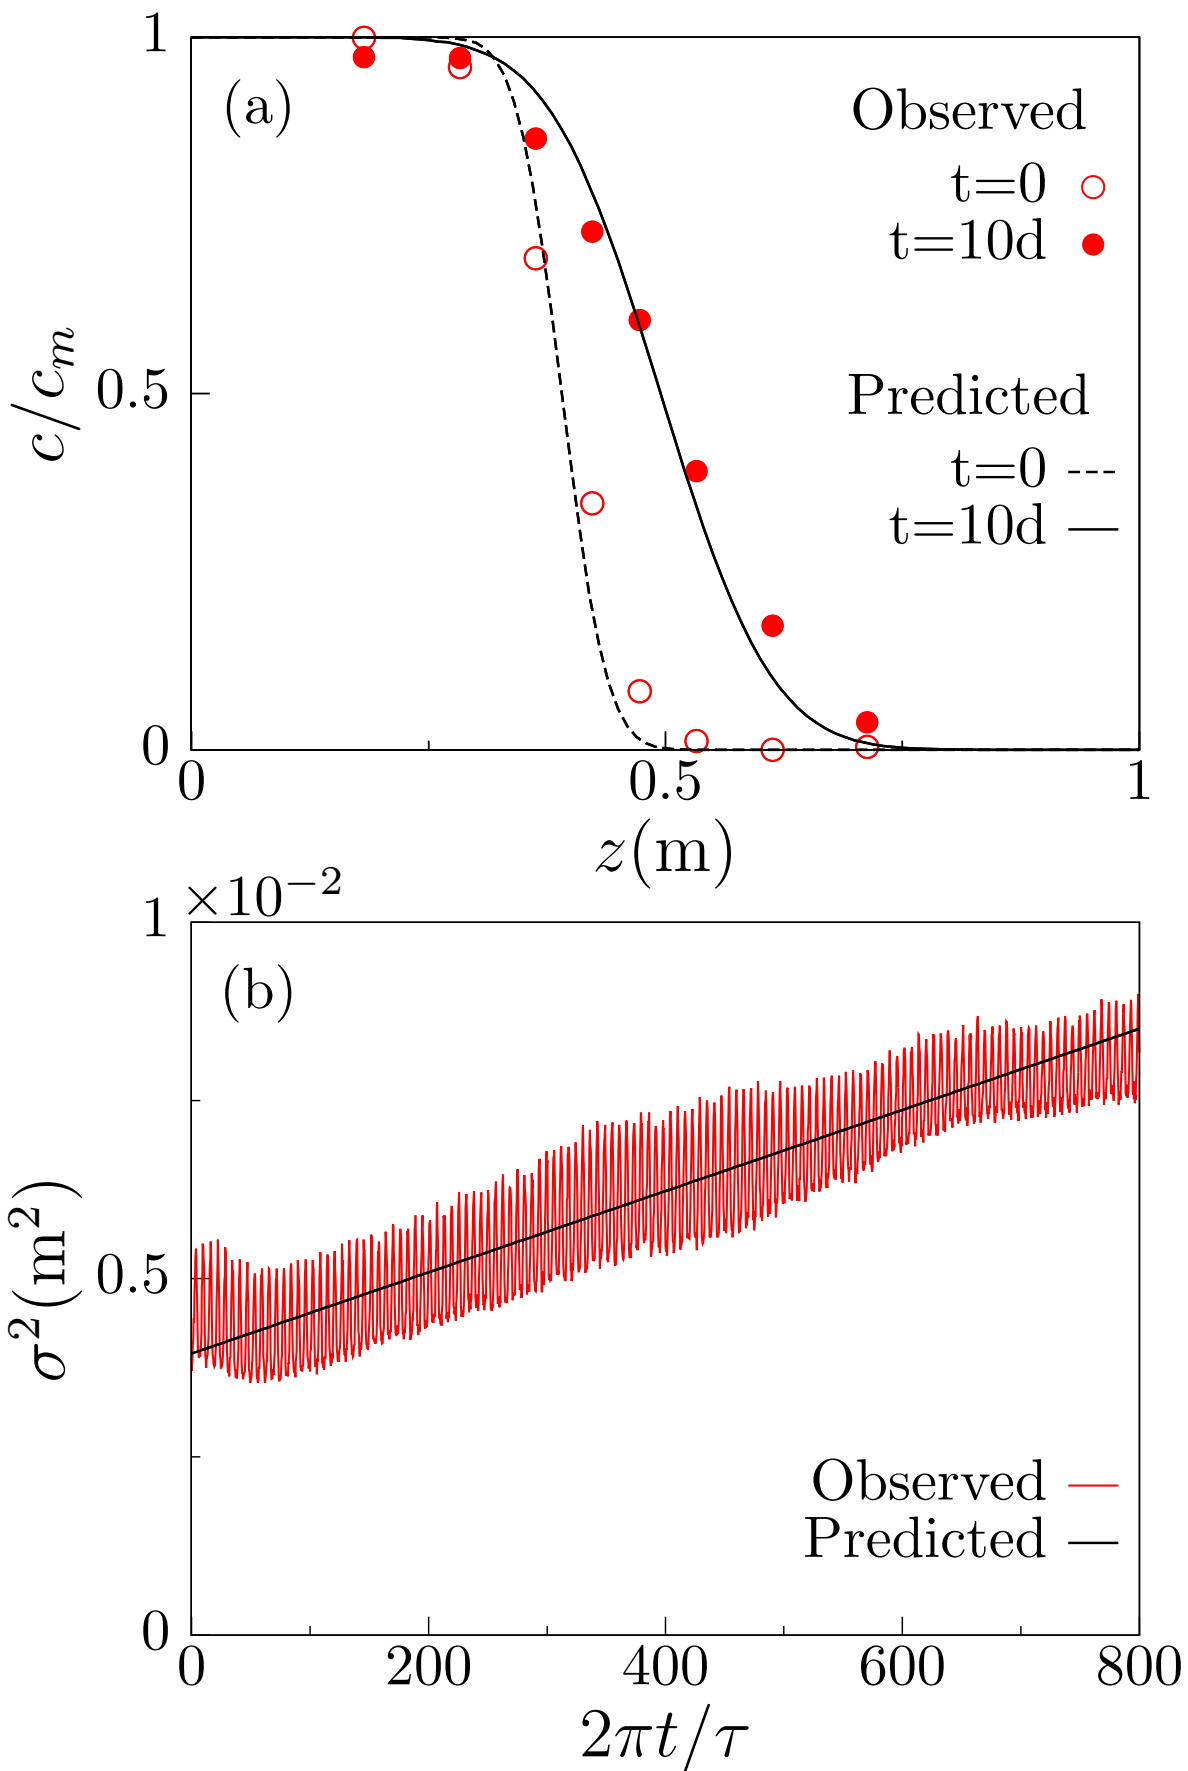 1
(a)
Observed
t=0
t=10d
c/cₘ
0.5
Predicted
t=0
t=10d
0
0 0.5 1
z(m)
×10⁻²
1
(b)
σ²(m²)
0.5
Observed
Predicted
0
0 200 400 600 800
2πt/τ